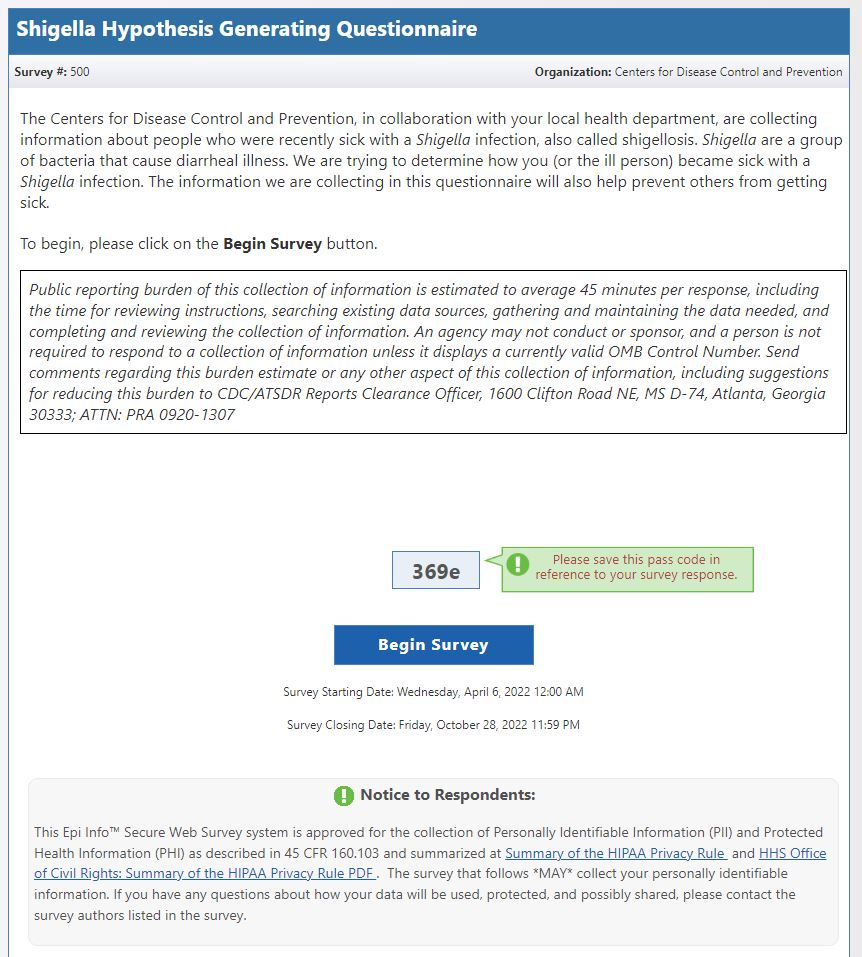 Shigella Hypothesis Generating Questionnaire
Survey #: 500 Organization: Centers for Disease Control and Prevention
The Centers for Disease Control and Prevention, in collaboration with your local health department, are collecting
information about people who were recently sick with a Shigella infection, also called shigellosis. Shigella are a group
of bacteria that cause diarrheal illness. We are trying to determine how you (or the ill person) became sick with a
Shigella infection. The information we are collecting in this questionnaire will also help prevent others from getting
sick.
To begin, please click on the Begin Survey button.
Public reporting burden of this collection of information is estimated to average 45 minutes per response, including
the time for reviewing instructions, searching existing data sources, gathering and maintaining the data needed, and
completing and reviewing the collection of information. An agency may not conduct or sponsor, and a person is not
required to respond to a collection of information unless it displays a currently valid OMB Control Number. Send
comments regarding this burden estimate or any other aspect of this collection of information, including suggestions
for reducing this burden to CDC/ATSDR Reports Clearance Officer, 1600 Clifton Road NE, MS D-74, Atlanta, Georgia
30333; ATTN: PRA 0920-1307
369e
Please save this pass code in
reference to your survey response.
Begin Survey
Survey Starting Date: Wednesday, April 6, 2022 12:00 AM
Survey Closing Date: Friday, October 28, 2022 11:59 PM
Notice to Respondents:
This Epi Info™ Secure Web Survey system is approved for the collection of Personally Identifiable Information (PII) and Protected
Health Information (PHI) as described in 45 CFR 160.103 and summarized at Summary of the HIPAA Privacy Rule and HHS Office
of Civil Rights: Summary of the HIPAA Privacy Rule PDF . The survey that follows *MAY* collect your personally identifiable
information. If you have any questions about how your data will be used, protected, and possibly shared, please contact the
survey authors listed in the survey.